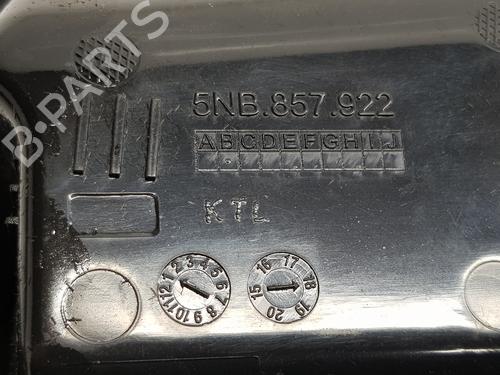 B-PARTS
5NB.857.922
ABCDEFGHIJ
KTL
1 2 3 4 5 6 7 8 9 10 11 12
15 16 17 18 19 20